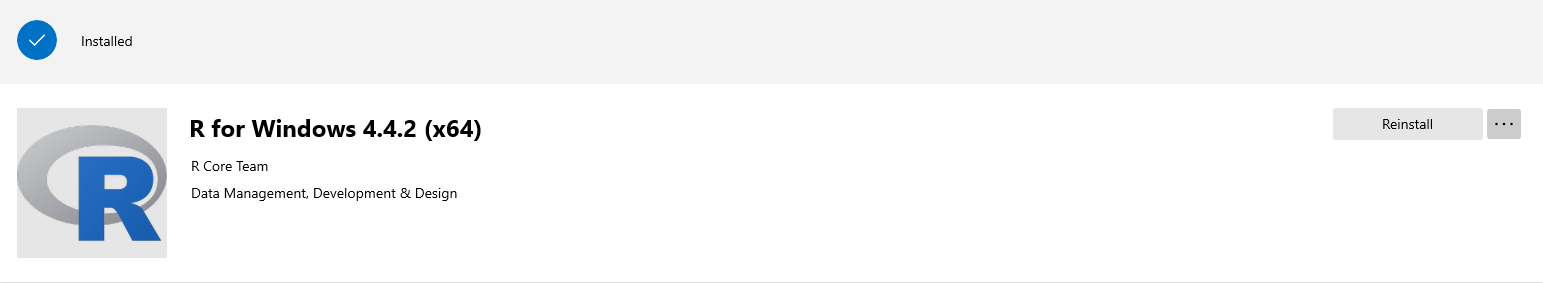 Installed
R for Windows 4.4.2 (x64)
Reinstall
R Core Team
Data Management, Development & Design
R